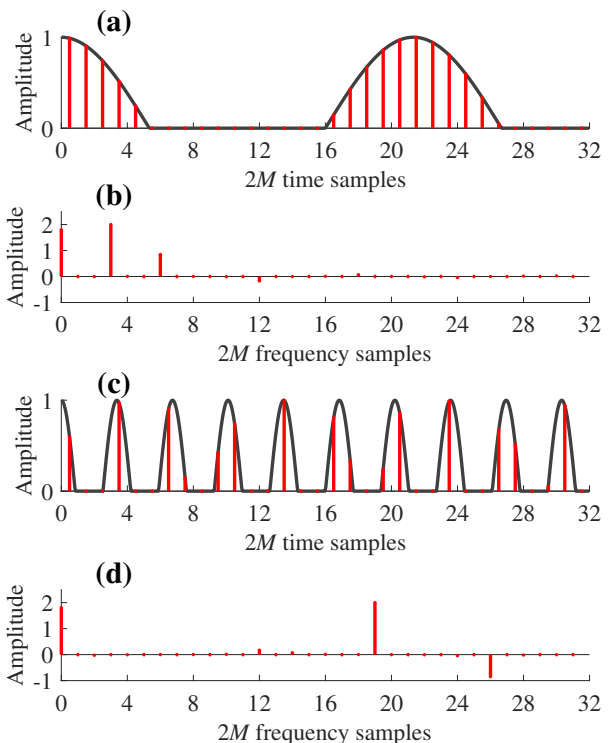 (a)
Amplitude
1
0
0 4 8 12 16 20 24 28 32
2M time samples
(b)
Amplitude
2
1
0
-1
0 4 8 12 16 20 24 28 32
2M frequency samples
(c)
Amplitude
1
0
0 4 8 12 16 20 24 28 32
2M time samples
(d)
Amplitude
2
1
0
-1
0 4 8 12 16 20 24 28 32
2M frequency samples